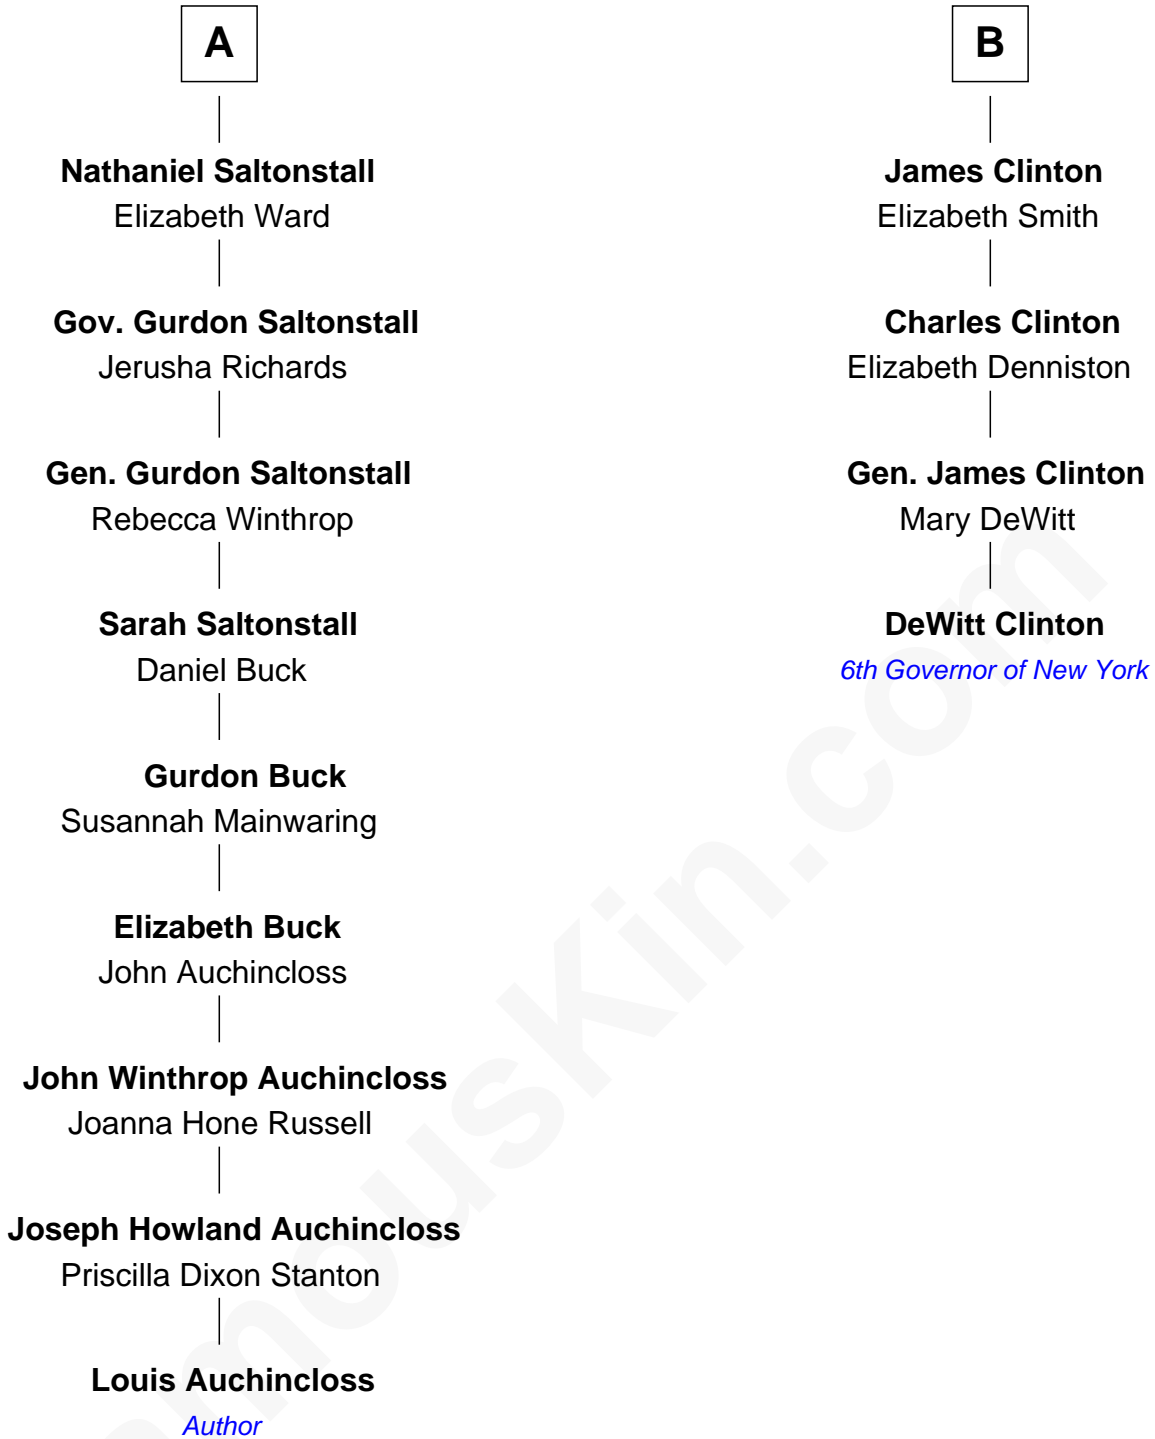 A
Nathaniel Saltonstall
Elizabeth Ward
Gov. Gurdon Saltonstall
Jerusha Richards
Gen. Gurdon Saltonstall
Rebecca Winthrop
Sarah Saltonstall
Daniel Buck
Gurdon Buck
Susannah Mainwaring
Elizabeth Buck
John Auchincloss
John Winthrop Auchincloss
Joanna Hone Russell
Joseph Howland Auchincloss
Priscilla Dixon Stanton
Louis Auchincloss
Author
B
James Clinton
Elizabeth Smith
Charles Clinton
Elizabeth Denniston
Gen. James Clinton
Mary DeWitt
DeWitt Clinton
6th Governor of New York
amouskin.com